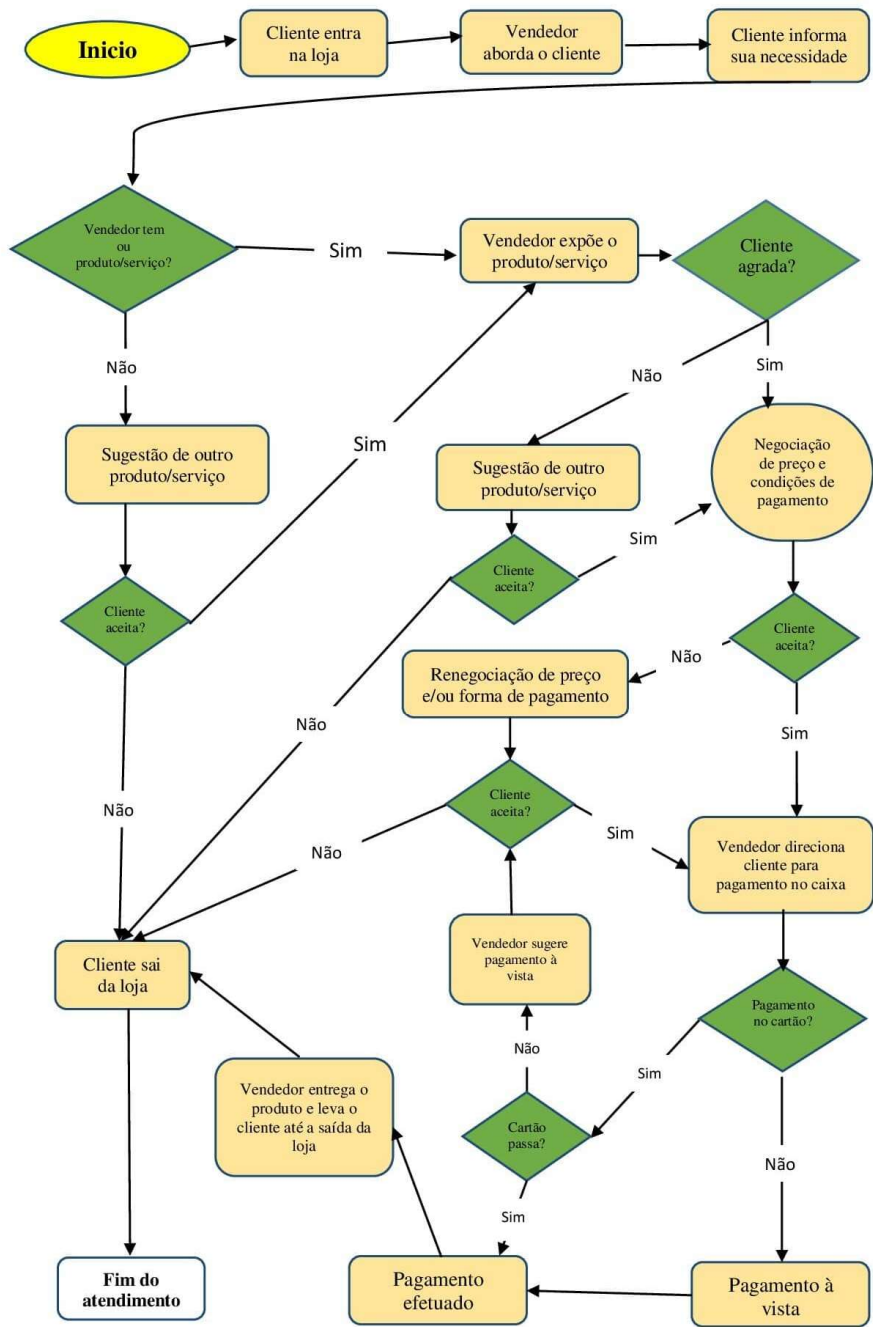 Inicio
Cliente entra
na loja
Vendedor
aborda o cliente
Cliente informa
sua necessidade
Vendedor tem
ou
produto/serviço?
Sim
Vendedor expõe o
produto/serviço
Cliente
agrada?
Não
Não
Sim
Sugestão de outro
produto/serviço
Sim
Sugestão de outro
produto/serviço
Negociação
de preço e
condições de
pagamento
Sim
Cliente
aceita?
Cliente
aceita?
Cliente
aceita?
Não
Renegociação de preço
e/ou forma de pagamento
Não
Sim
Não
Cliente
aceita?
Sim
Não
Vendedor direciona
cliente para
pagamento no caixa
Vendedor sugere
pagamento à
vista
Cliente sai
da loja
Pagamento
no cartão?
Não
Sim
Vendedor entrega o
produto e leva o
cliente até a saída da
loja
Cartão
passa?
Não
Sim
Fim do
atendimento
Pagamento
efetuado
Pagamento à
vista